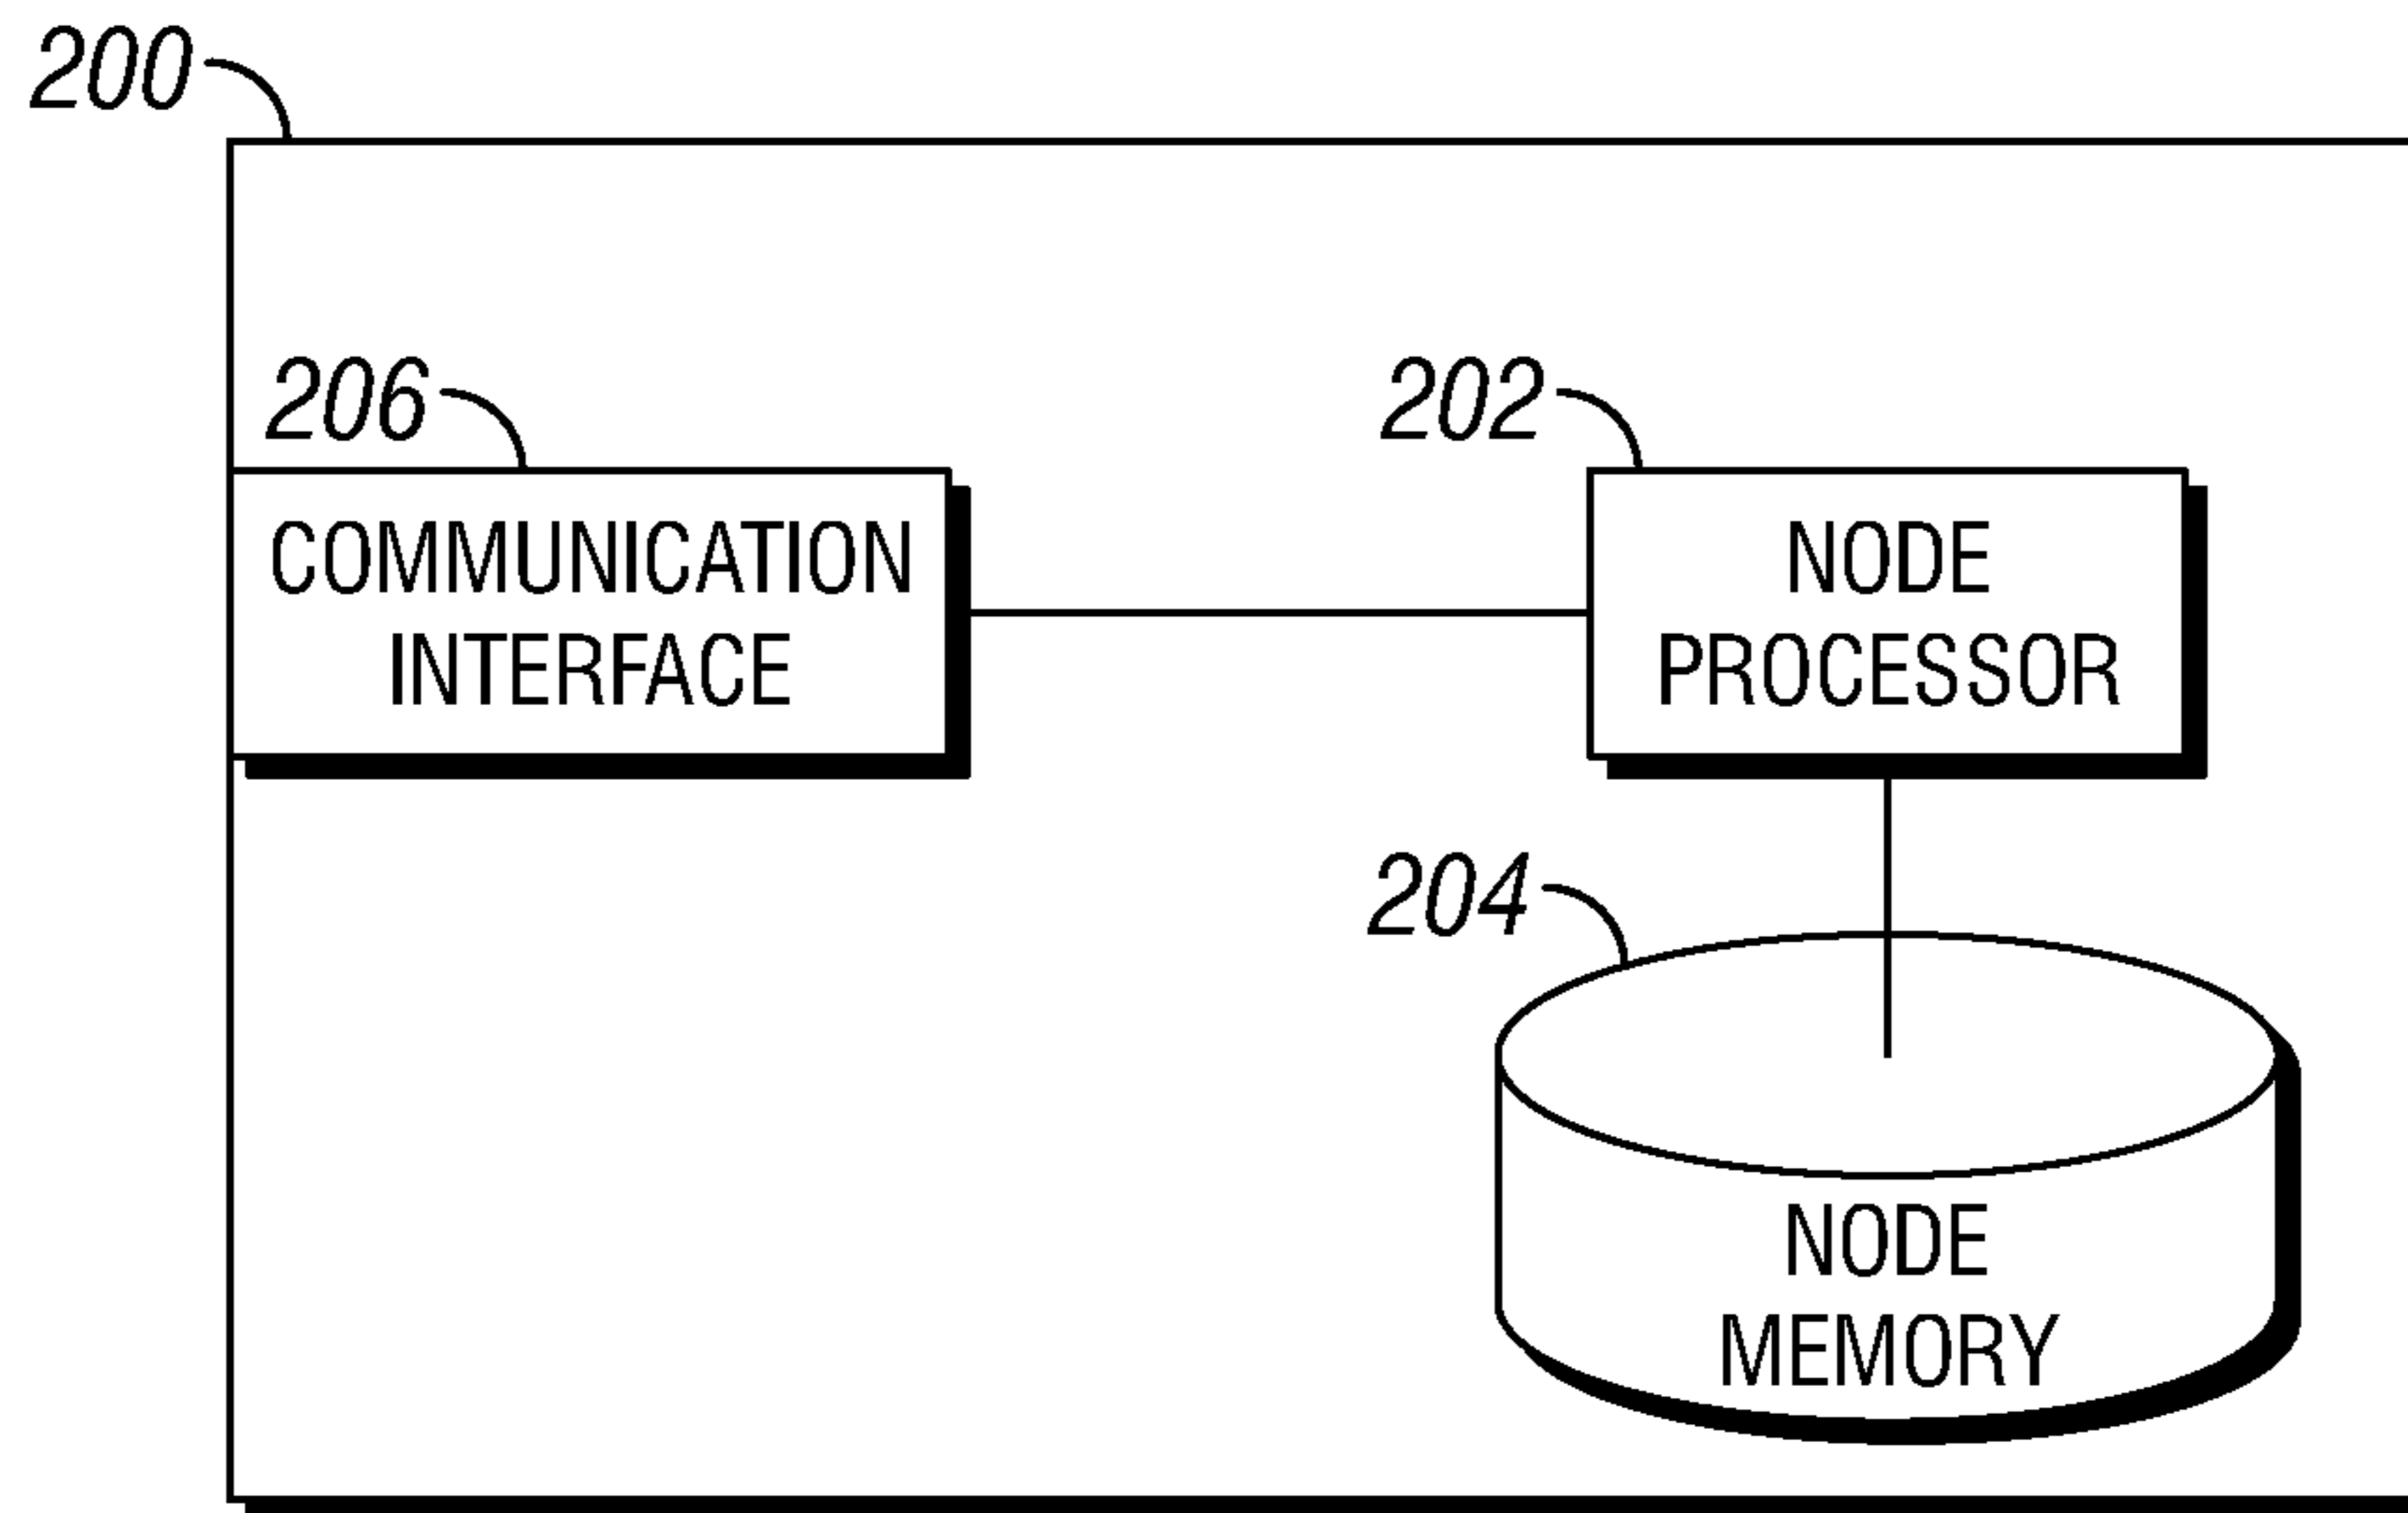 200
206
202
COMMUNICATION
INTERFACE
NODE
PROCESSOR
204
NODE
MEMORY